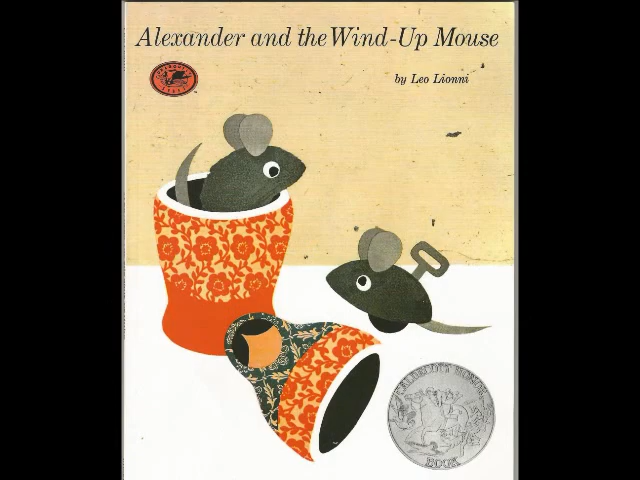 Alexander and the Wind-Up Mouse
by Leo Lionni
CALDECOTT HONOR
BOOK